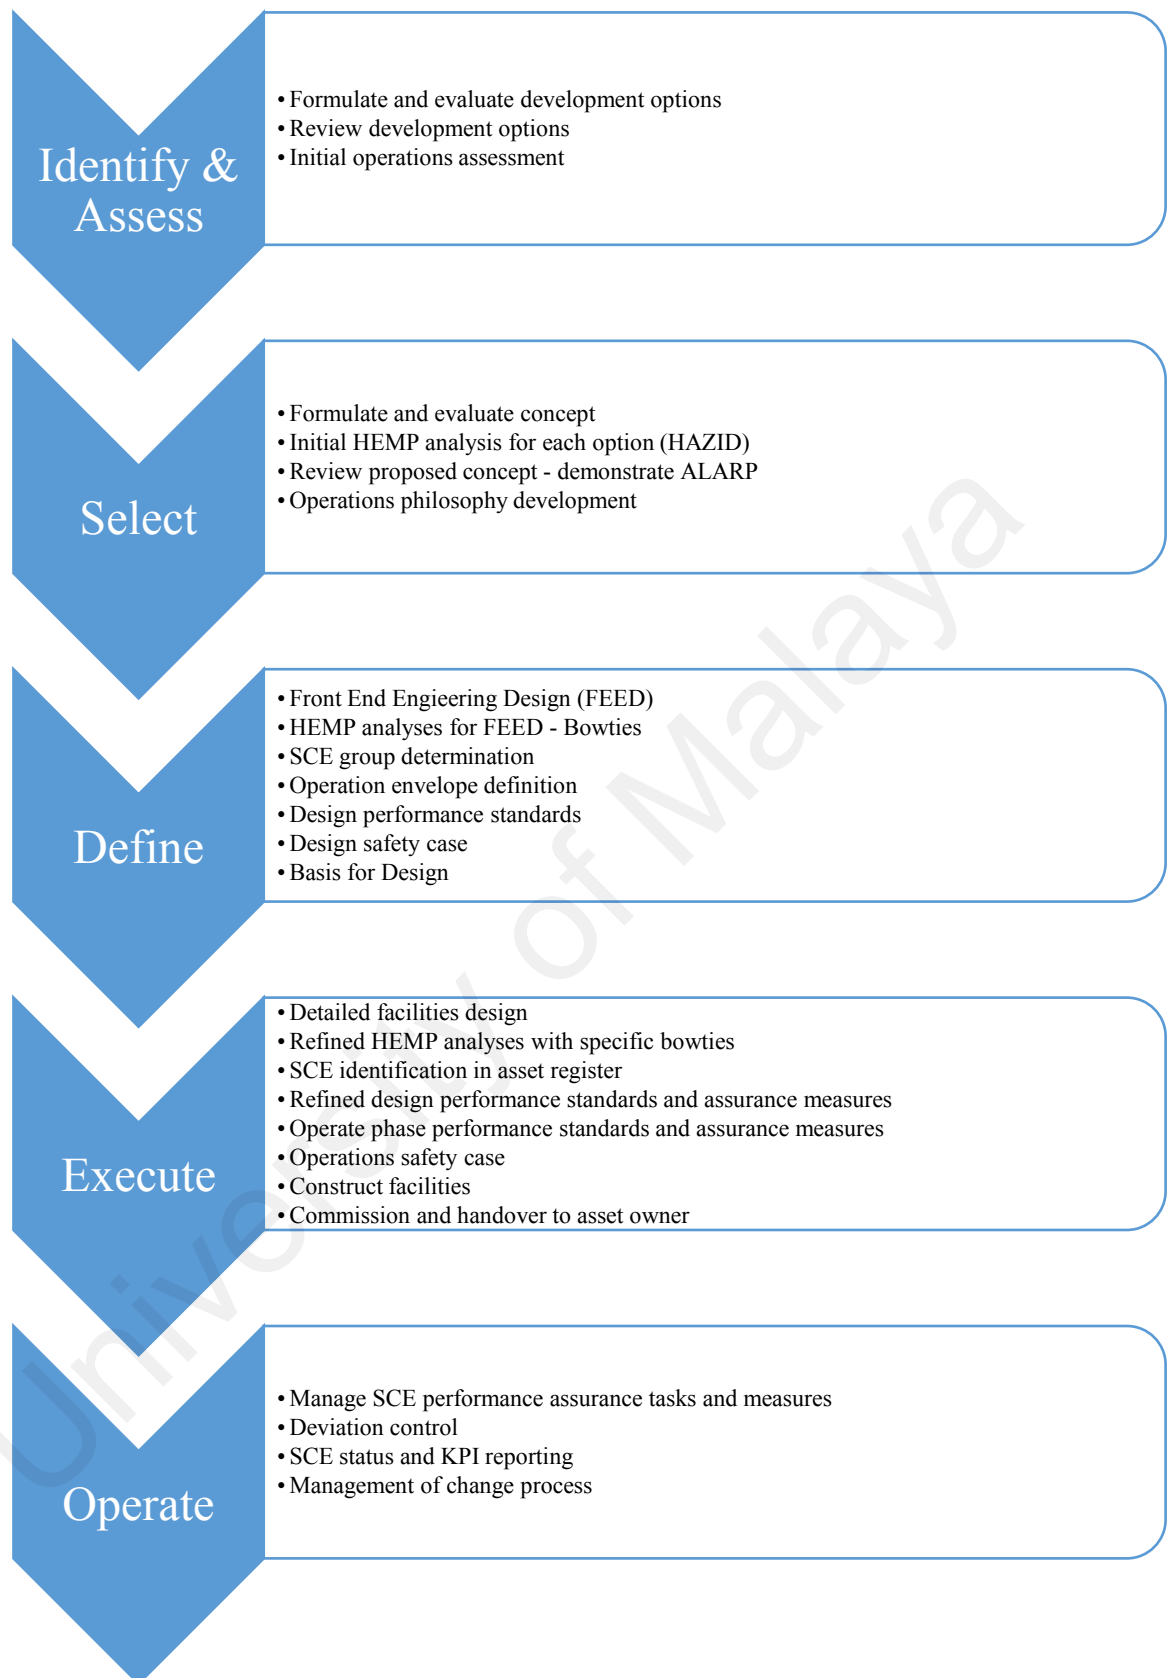 Identify &
Assess
• Formulate and evaluate development options
• Review development options
• Initial operations assessment
Select
• Formulate and evaluate concept
• Initial HEMP analysis for each option (HAZID)
• Review proposed concept - demonstrate ALARP
• Operations philosophy development
Define
• Front End Engieering Design (FEED)
• HEMP analyses for FEED - Bowties
• SCE group determination
• Operation envelope definition
• Design performance standards
• Design safety case
• Basis for Design
Execute
• Detailed facilities design
• Refined HEMP analyses with specific bowties
• SCE identification in asset register
• Refined design performance standards and assurance measures
• Operate phase performance standards and assurance measures
• Operations safety case
• Construct facilities
• Commission and handover to asset owner
Operate
• Manage SCE performance assurance tasks and measures
• Deviation control
• SCE status and KPI reporting
• Management of change process
University of Malaya